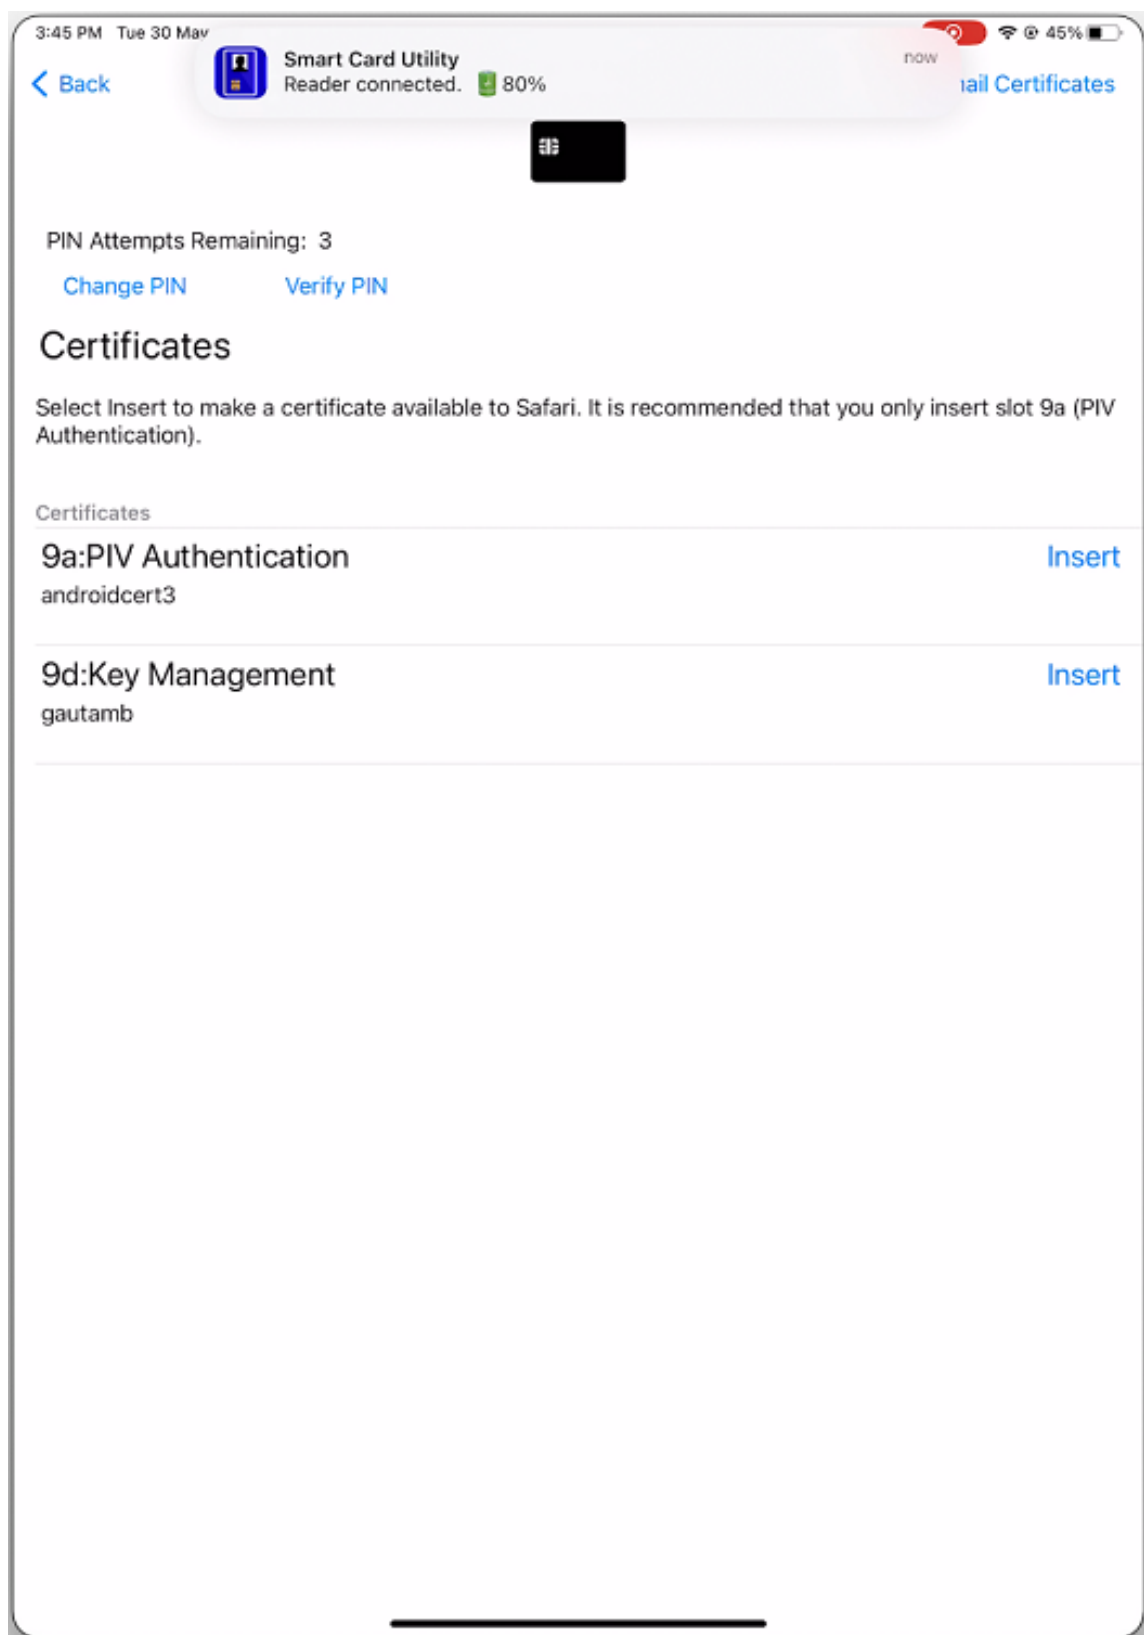 3:45 PM Tue 30 May
45%
Smart Card Utility
now
Reader connected. 80%
Back
ail Certificates
PIN Attempts Remaining: 3
Change PIN Verify PIN
Certificates
Select Insert to make a certificate available to Safari. It is recommended that you only insert slot 9a (PIV
Authentication).
Certificates
9a:PIV Authentication Insert
androidcert3
9d:Key Management Insert
gautamb